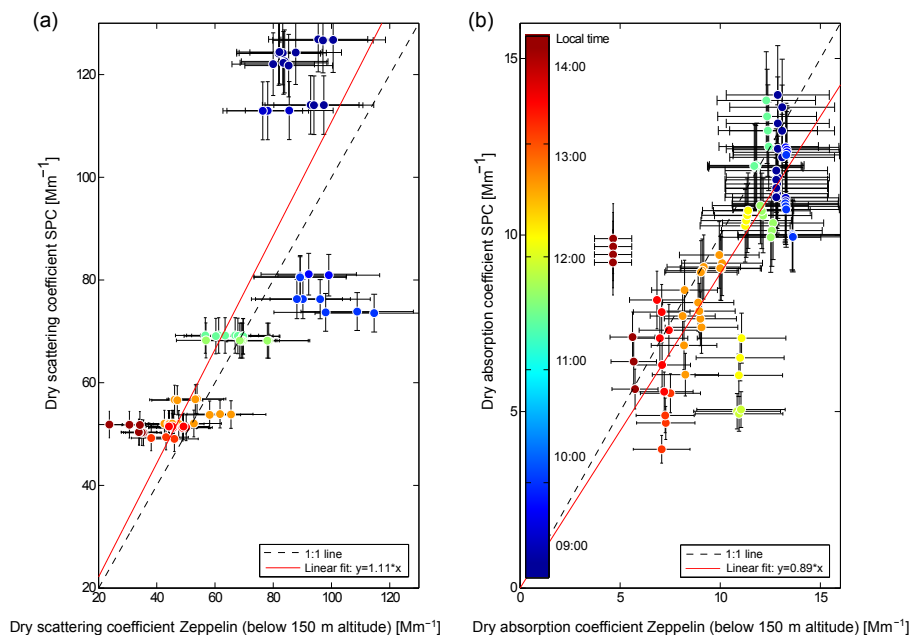 (a)
(b)
Dry scattering coefficient SPC [Mm⁻¹]
120
100
80
60
40
20
20
40
60
80
100
120
1:1 line
Linear fit: y=1.11*x
Dry scattering coefficient Zeppelin (below 150 m altitude) [Mm⁻¹]
Dry absorption coefficient SPC [Mm⁻¹]
15
10
5
0
0
5
10
15
Local time
14:00
13:00
12:00
11:00
10:00
09:00
1:1 line
Linear fit: y=0.89*x
Dry absorption coefficient Zeppelin (below 150 m altitude) [Mm⁻¹]